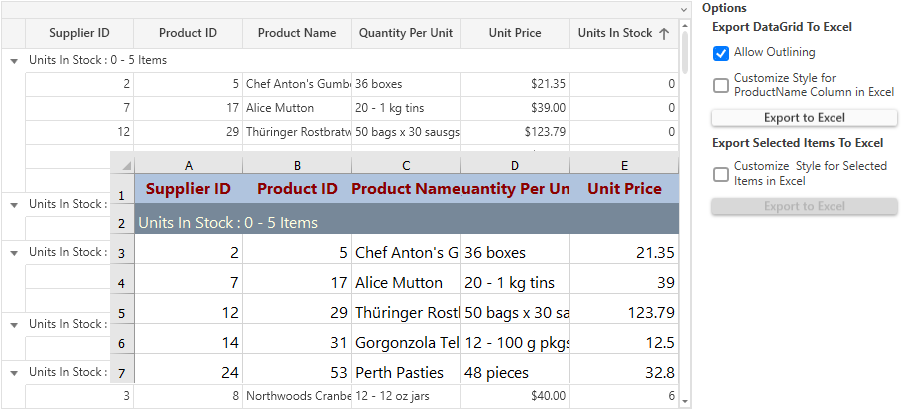 Supplier ID Product ID Product Name Quantity Per Unit Unit Price Units In Stock
Units In Stock : 0 - 5 Items
2 5 Chef Anton's Gumb 36 boxes $21.35 0
7 17 Alice Mutton 20 - 1 kg tins $39.00 0
12 29 Thüringer Rostbratw 50 bags x 30 sausgs $123.79 0
Units In Stock :
Units In Stock :
Units In Stock :
Units In Stock :
3 8 Northwoods Cranbe 12 - 12 oz jars $40.00 6
A B C D E
1 Supplier ID Product ID Product Name uantity Per Un Unit Price
2 Units In Stock : 0 - 5 Items
3 2 5 Chef Anton's G 36 boxes 21.35
4 7 17 Alice Mutton 20 - 1 kg tins 39
5 12 29 Thüringer Rostl 50 bags x 30 sa 123.79
6 14 31 Gorgonzola Tel 12 - 100 g pkgs 12.5
7 24 53 Perth Pasties 48 pieces 32.8
Options
Export DataGrid To Excel
Allow Outlining
Customize Style for
ProductName Column in Excel
Export to Excel
Export Selected Items To Excel
Customize Style for Selected
Items in Excel
Export to Excel